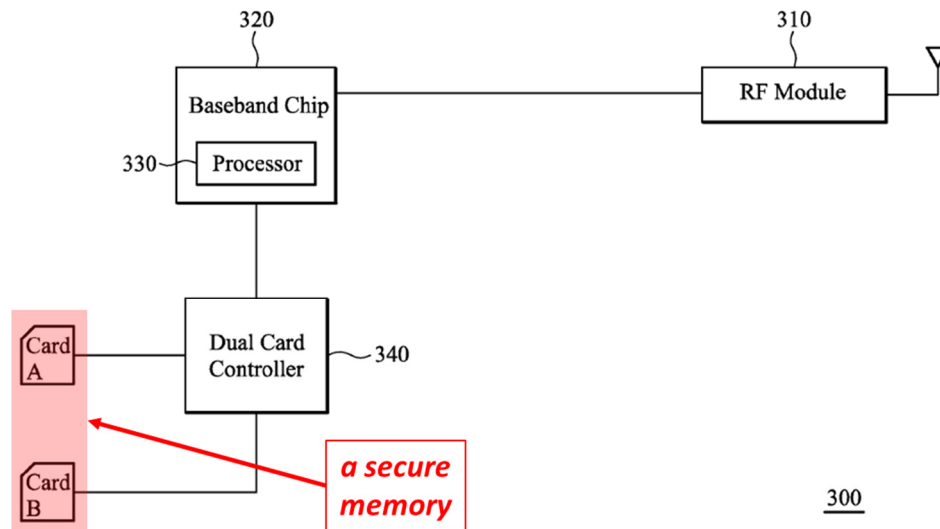 320
310
Baseband Chip
RF Module
330
Processor
Dual Card
Controller
340
Card
A
Card
B
a secure
memory
300